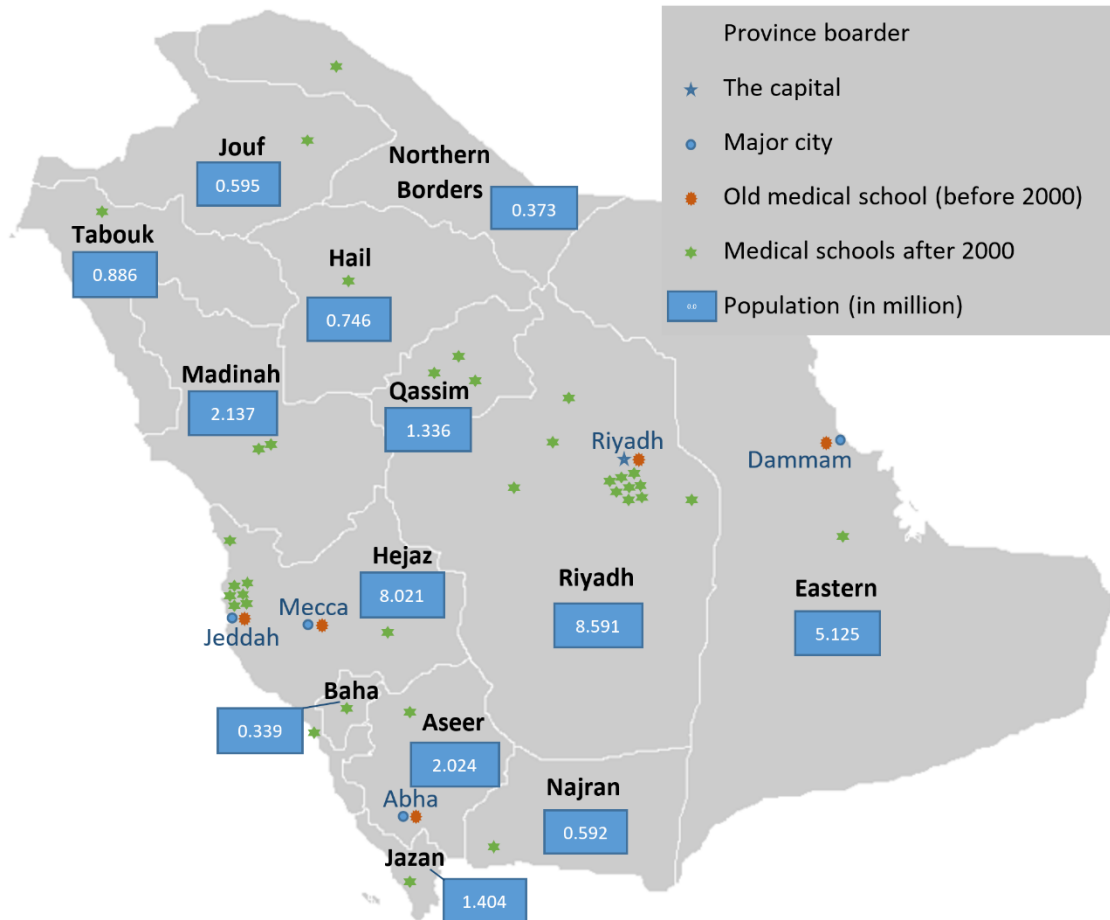 Province boarder
The capital
Major city
Old medical school (before 2000)
Medical schools after 2000
0.0
Population (in million)
Jouf
0.595
Northern
Borders
0.373
Tabouk
0.886
Hail
0.746
Madinah
2.137
Qassim
1.336
Riyadh
Dammam
Hejaz
8.021
Mecca
Jeddah
Riyadh
8.591
Eastern
5.125
Baha
0.339
Aseer
2.024
Abha
Najran
0.592
Jazan
1.404